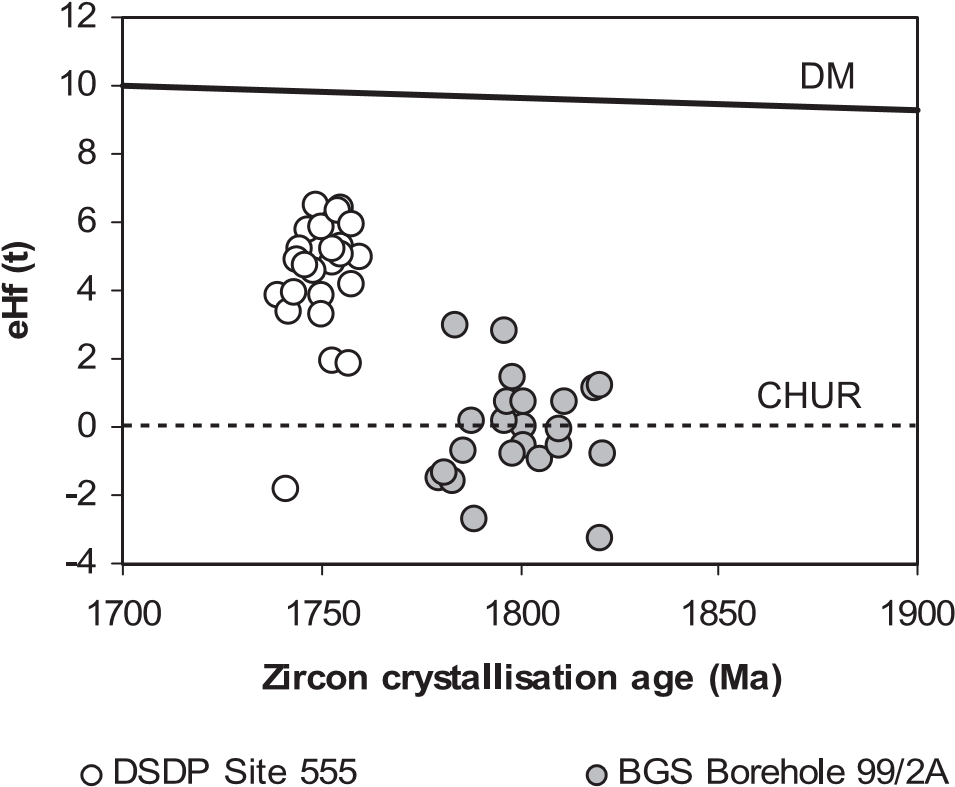 12
10
8
6
4
2
0
-2
-4
eHf (t)
DM
CHUR
1700 1750 1800 1850 1900
Zircon crystallisation age (Ma)
DSDP Site 555 BGS Borehole 99/2A